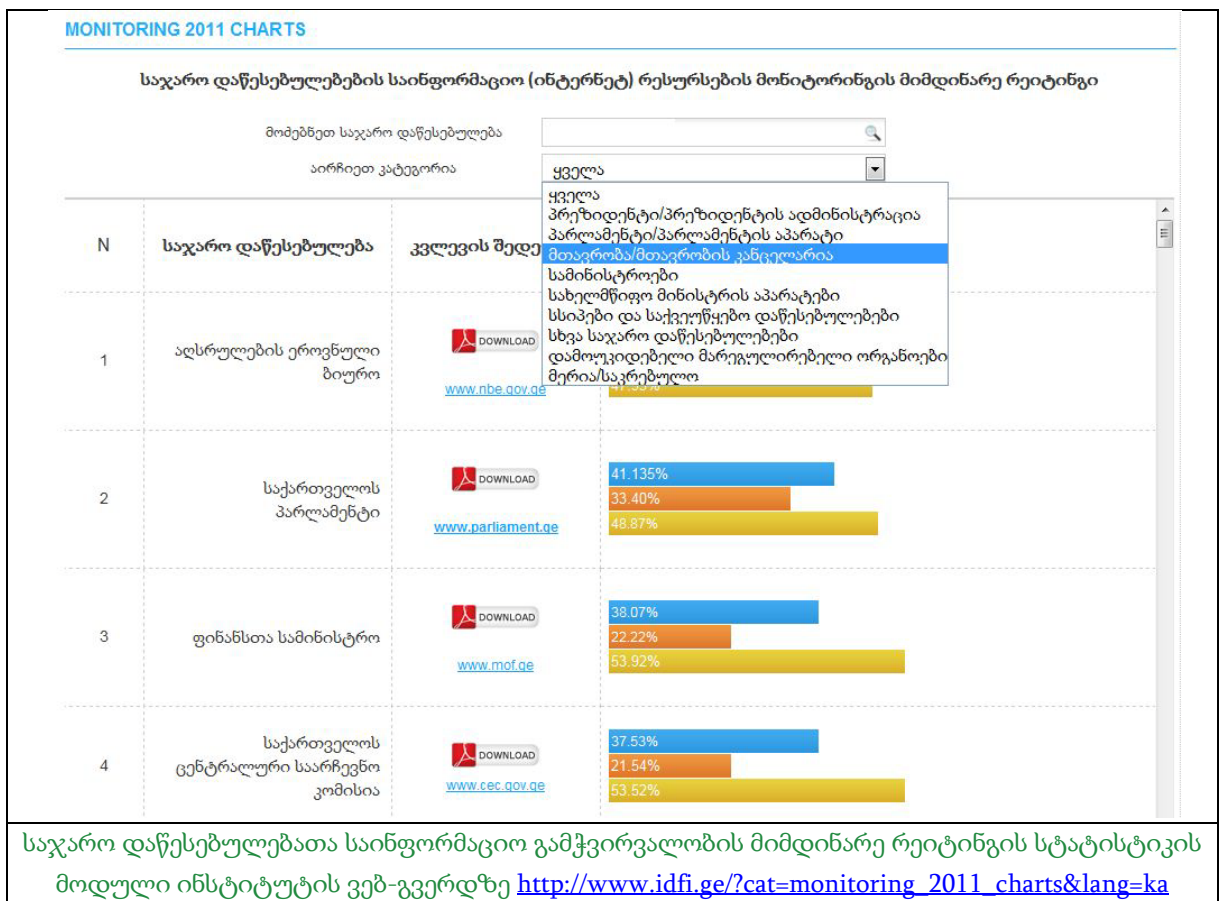 MONITORING 2011 CHARTS
საჯარო დაწესებულებების საინფორმაციო (ინტერნეტ) რესურსების მონიტორინგის მიმდინარე რეიტინგი
მოძებნეთ საჯარო დაწესებულება
აირჩიეთ კატეგორია
ყველა
ყველა
პრეზიდენტი/პრეზიდენტის ადმინისტრაცია
პარლამენტი/პარლამენტის აპარატი
მთავრობა/მთავრობის კანცელარია
სამინისტროები
სახელმწიფო მინისტრის აპარატები
სსიპები და საქვეუწყებო დაწესებულებები
სხვა საჯარო დაწესებულებები
დამოუკიდებელი მარეგულირებელი ორგანოები
მერია/საკრებულო
N
საჯარო დაწესებულება
კვლევის შედე
1
აღსრულების ეროვნული
ბიურო
DOWNLOAD
www.nbe.gov.ge
2
საქართველოს
პარლამენტი
DOWNLOAD
www.parliament.ge
41.135%
33.40%
48.87%
3
ფინანსთა სამინისტრო
DOWNLOAD
www.mof.ge
38.07%
22.22%
53.92%
4
საქართველოს
ცენტრალური საარჩევნო
კომისია
DOWNLOAD
www.cec.gov.ge
37.53%
21.54%
53.52%
საჯარო დაწესებულებათა საინფორმაციო გამჭვირვალობის მიმდინარე რეიტინგის სტატისტიკის
მოდული ინსტიტუტის ვებ-გვერდზე http://www.idfi.ge/?cat=monitoring_2011_charts&lang=ka